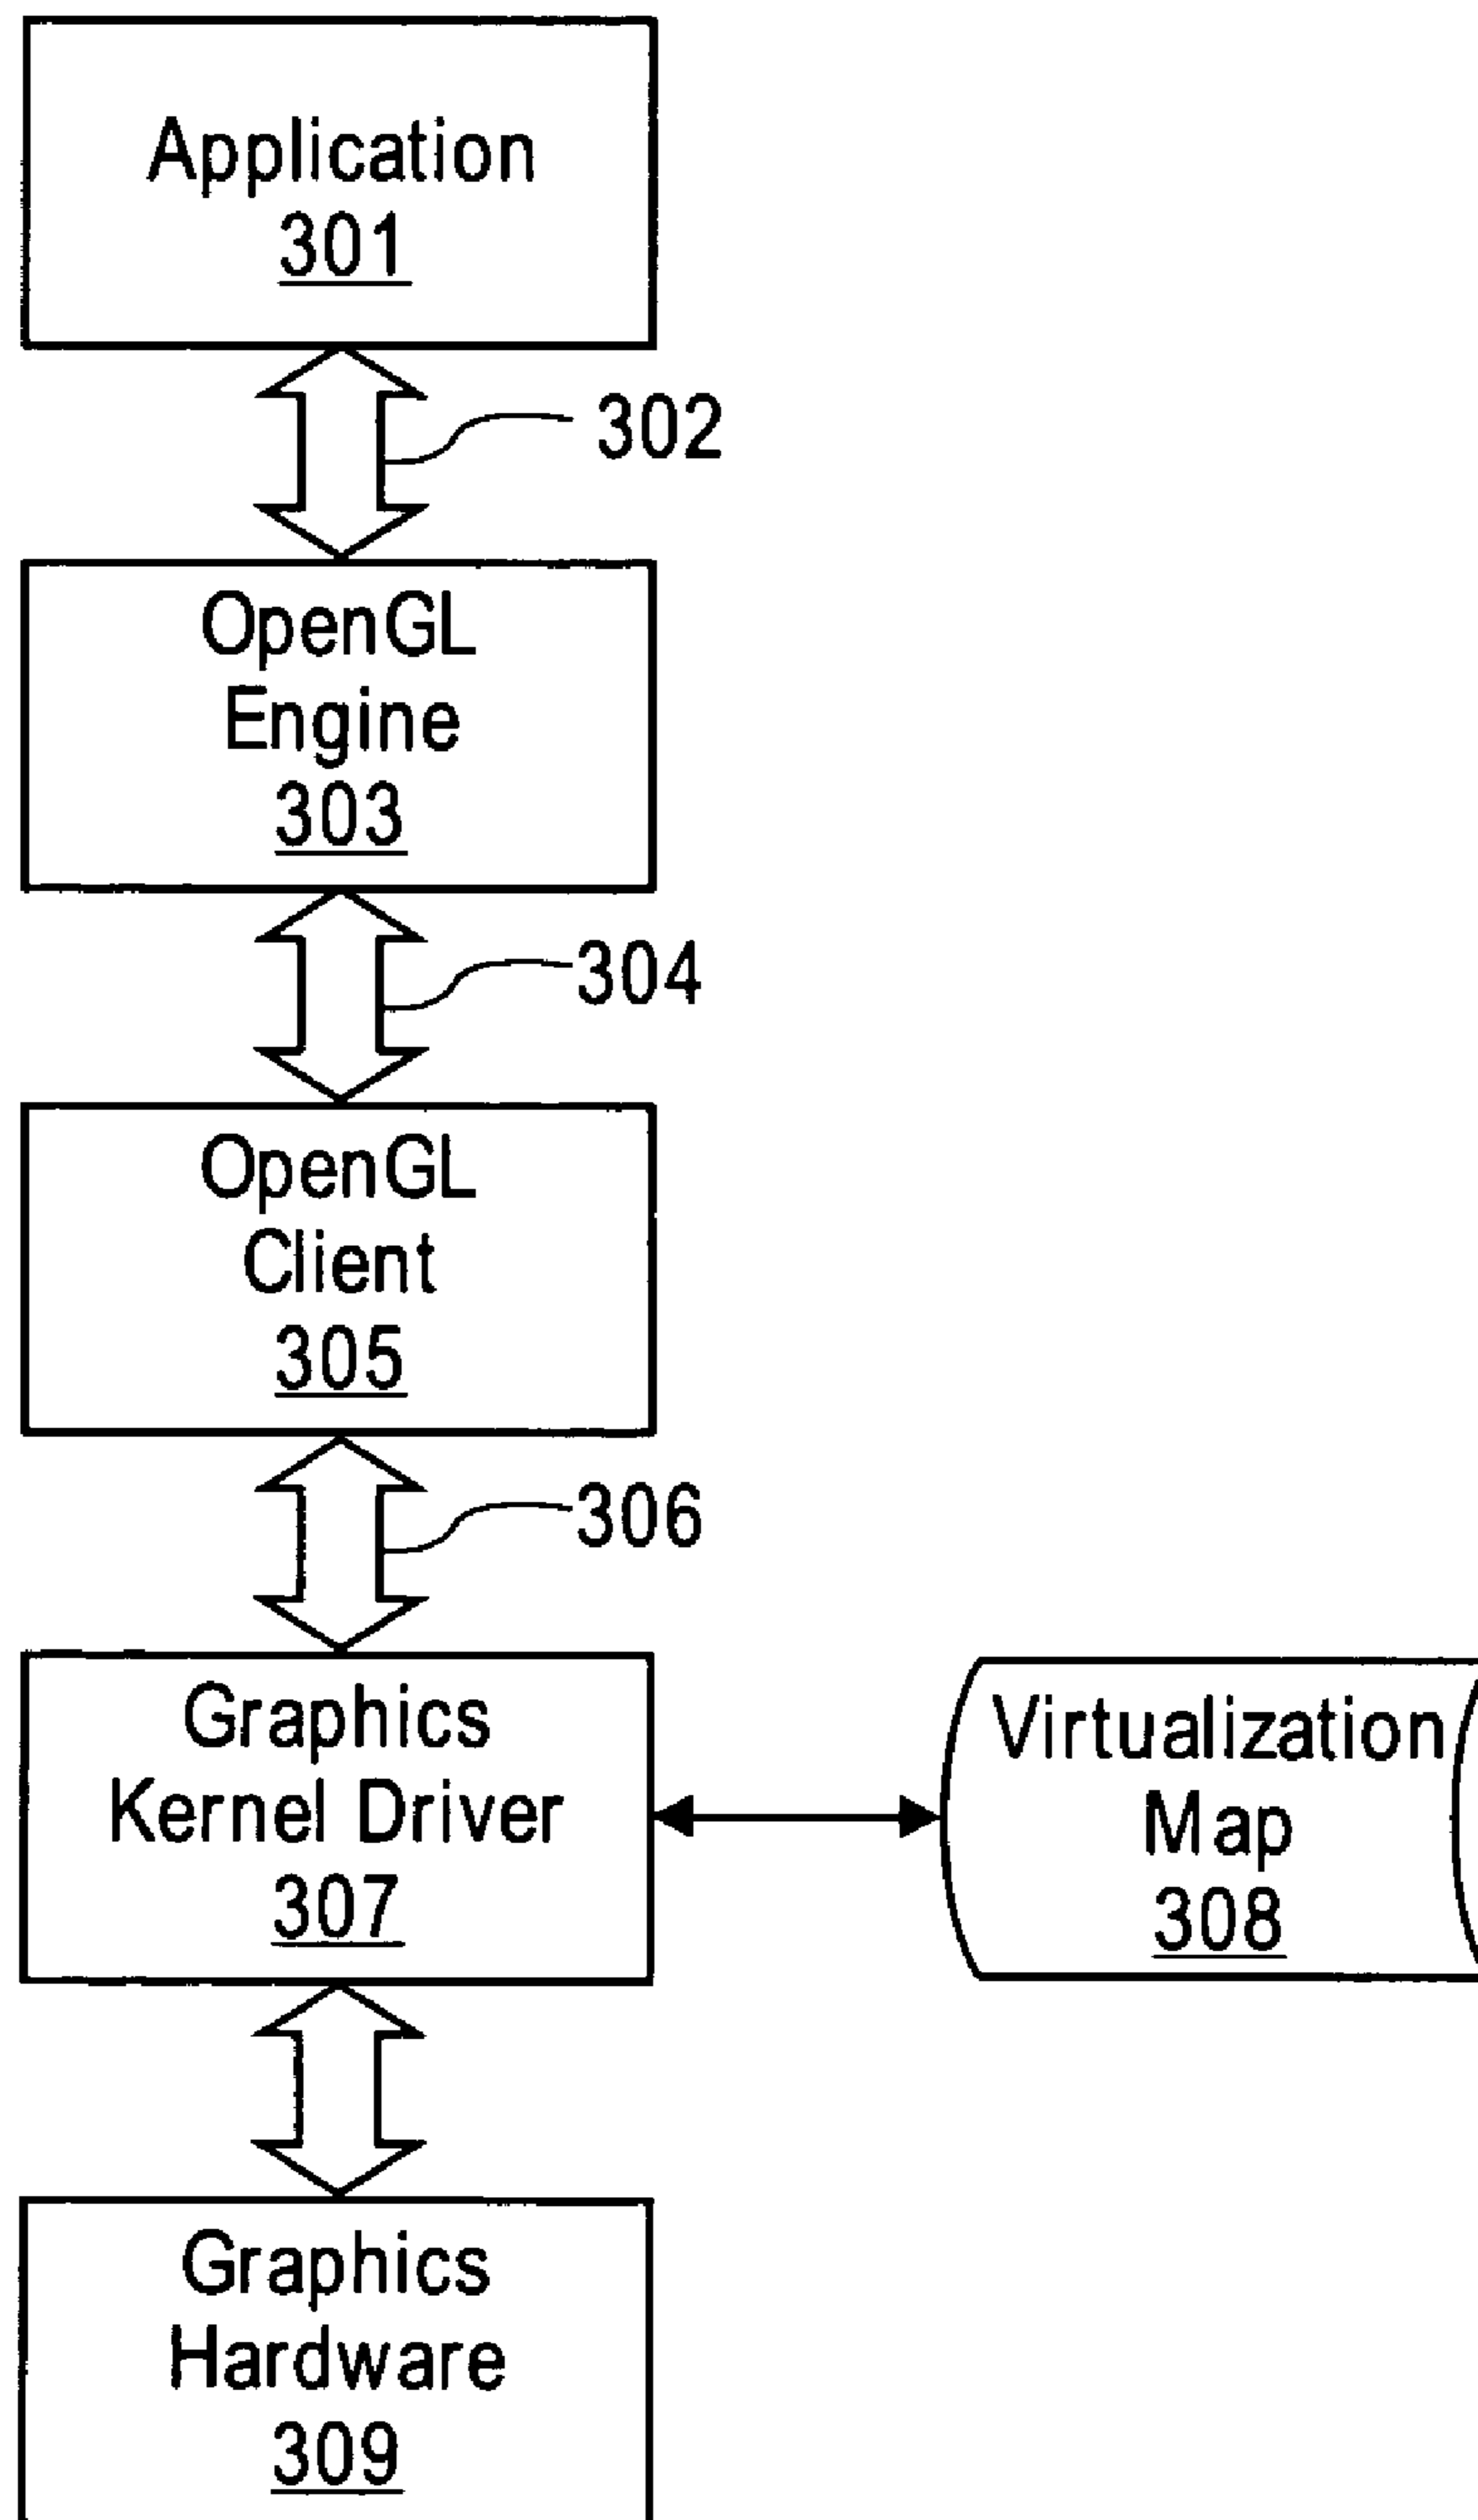 Application
301
302
OpenGL
Engine
303
304
OpenGL
Client
305
306
Graphics
Kernel Driver
307
Virtualization
Map
308
Graphics
Hardware
309